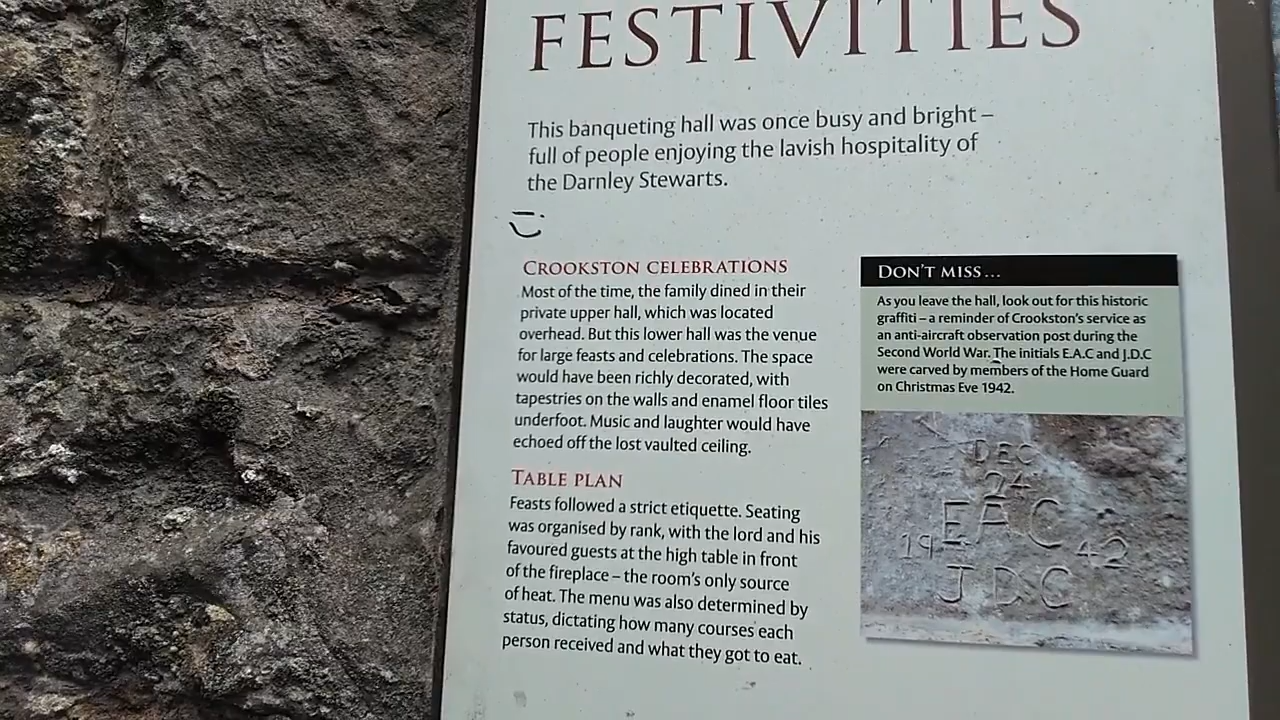 FESTIVITIES
This banqueting hall was once busy and bright –
full of people enjoying the lavish hospitality of
the Darnley Stewarts.
CROOKSTON CELEBRATIONS
Most of the time, the family dined in their
private upper hall, which was located
overhead. But this lower hall was the venue
for large feasts and celebrations. The space
would have been richly decorated, with
tapestries on the walls and enamel floor tiles
underfoot. Music and laughter would have
echoed off the lost vaulted ceiling.
TABLE PLAN
Feasts followed a strict etiquette. Seating
was organised by rank, with the lord and his
favoured guests at the high table in front
of the fireplace – the room's only source
of heat. The menu was also determined by
status, dictating how many courses each
person received and what they got to eat.
DON'T MISS...
As you leave the hall, look out for this historic
graffiti – a reminder of Crookston's service as
an anti-aircraft observation post during the
Second World War. The initials E.A.C and J.D.C
were carved by members of the Home Guard
on Christmas Eve 1942.
DEC
24
EAC
19 42
JDC